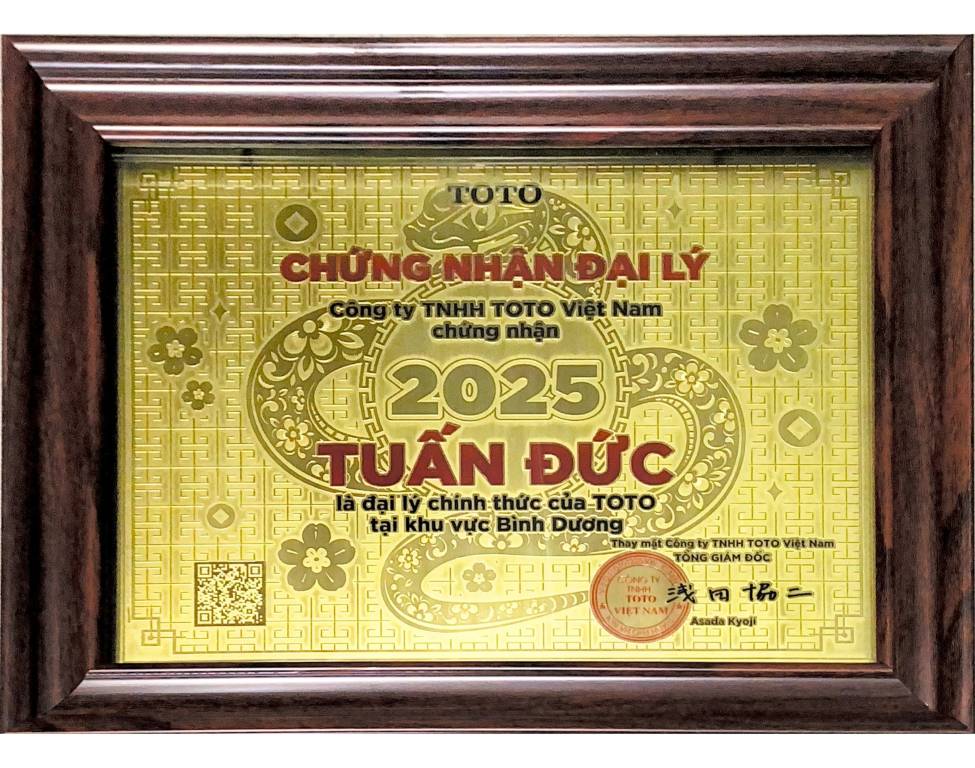 TOTO
CHỨNG NHẬN ĐẠI LÝ
Công ty TNHH TOTO Việt Nam
chứng nhận
2025
TUẤN ĐỨC
là đại lý chính thức của TOTO
tại khu vực Bình Dương
Thay mặt Công ty TNHH TOTO Việt Nam
TỔNG GIÁM ĐỐC
CÔNG TY
TNHH
TOTO
VIỆT NAM
浅田協二
Asada Kyoji